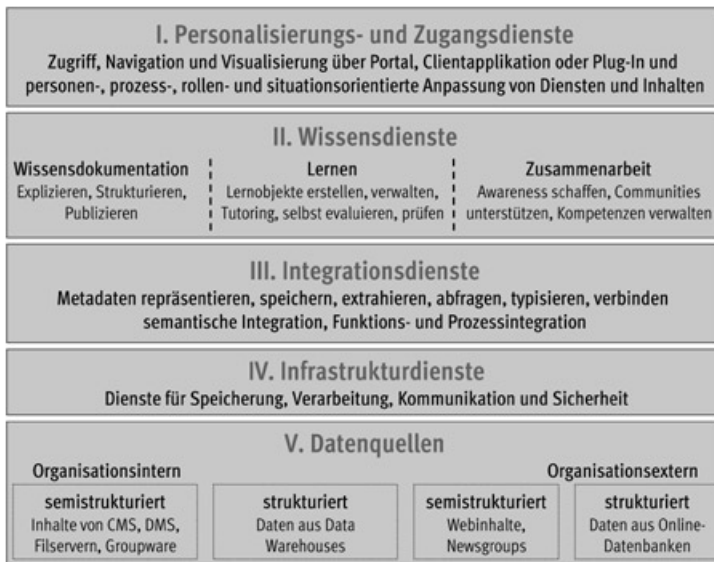 I. Personalisierungs- und Zugangsdienste
Zugriff, Navigation und Visualisierung über Portal, Clientapplikation oder Plug-In und
personen-, prozess-, rollen- und situationsorientierte Anpassung von Diensten und Inhalten
II. Wissensdienste
Wissensdokumentation
Explizieren, Strukturieren,
Publizieren
Lernen
Lernobjekte erstellen, verwalten,
Tutoring, selbst evaluieren, prüfen
Zusammenarbeit
Awareness schaffen, Communities
unterstützen, Kompetenzen verwalten
III. Integrationsdienste
Metadaten repräsentieren, speichern, extrahieren, abfragen, typisieren, verbinden
semantische Integration, Funktions- und Prozessintegration
IV. Infrastrukturdienste
Dienste für Speicherung, Verarbeitung, Kommunikation und Sicherheit
V. Datenquellen
Organisationsintern
Organisationsextern
semistrukturiert
Inhalte von CMS, DMS,
Filservern, Groupware
strukturiert
Daten aus Data
Warehouses
semistrukturiert
Webinhalte,
Newsgroups
strukturiert
Daten aus Online-
Datenbanken